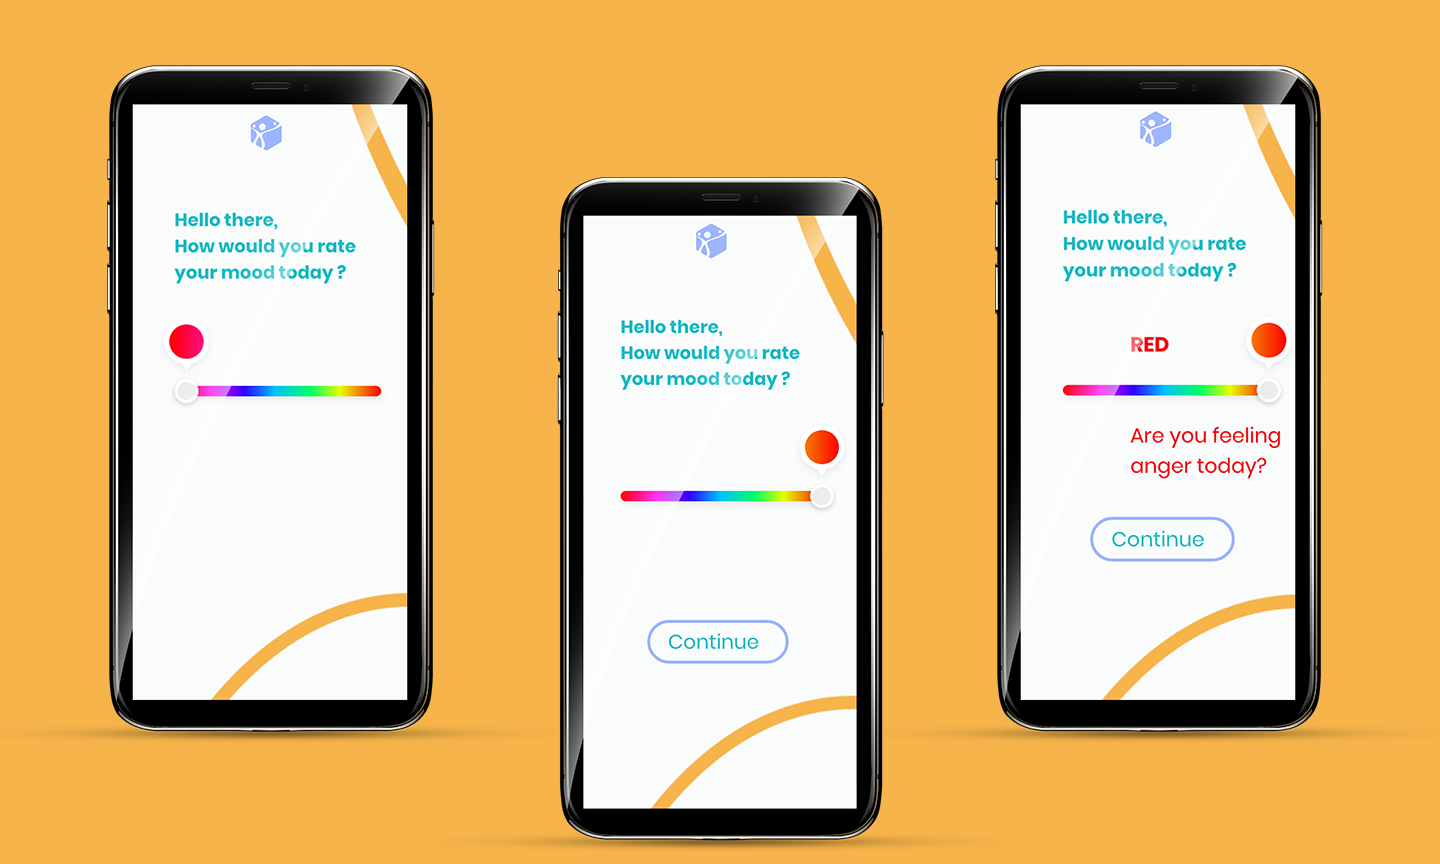 Hello there,
How would you rate
your mood today ?
Hello there,
How would you rate
your mood today ?
Continue
Hello there,
How would you rate
your mood today ?
RED
Are you feeling
anger today?
Continue